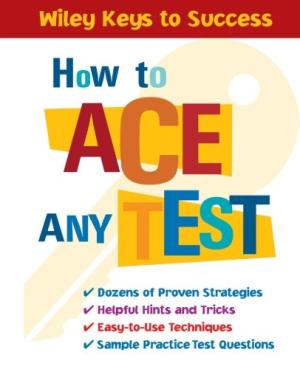 Wiley Keys to Success
How to
ACE
ANY TEST
✔ Dozens of Proven Strategies
✔ Helpful Hints and Tricks
✔ Easy-to-Use Techniques
✔ Sample Practice Test Questions